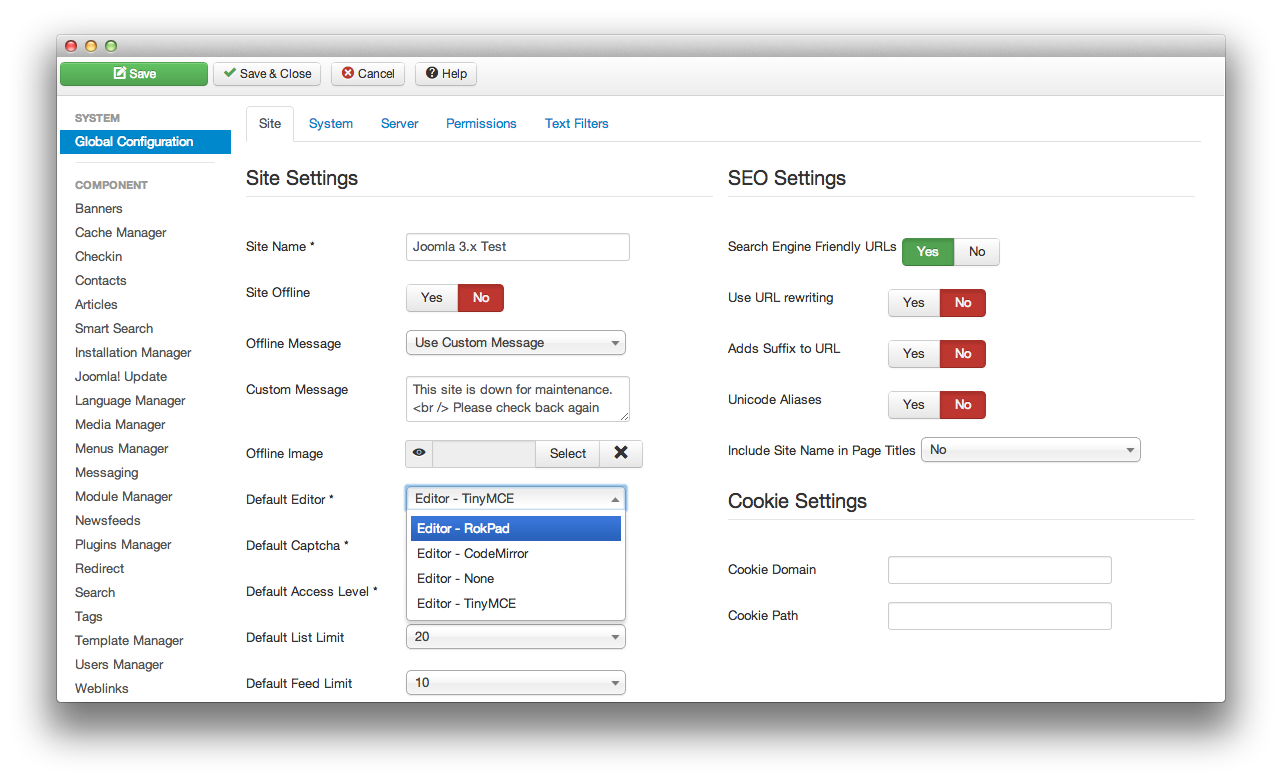 Save
Save & Close
Cancel
Help
SYSTEM
Global Configuration
COMPONENT
Banners
Cache Manager
Checkin
Contacts
Articles
Smart Search
Installation Manager
Joomla! Update
Language Manager
Media Manager
Menus Manager
Messaging
Module Manager
Newsfeeds
Plugins Manager
Redirect
Search
Tags
Template Manager
Users Manager
Weblinks
Site
System
Server
Permissions
Text Filters
Site Settings
Site Name *
Joomla 3.x Test
Site Offline
Yes
No
Offline Message
Use Custom Message
Custom Message
This site is down for maintenance.
<br /> Please check back again
Offline Image
Select
Default Editor *
Editor - TinyMCE
Editor - RokPad
Editor - CodeMirror
Editor - None
Editor - TinyMCE
Default Captcha *
Default Access Level *
Default List Limit
20
Default Feed Limit
10
SEO Settings
Search Engine Friendly URLs
Yes
No
Use URL rewriting
Yes
No
Adds Suffix to URL
Yes
No
Unicode Aliases
Yes
No
Include Site Name in Page Titles
No
Cookie Settings
Cookie Domain
Cookie Path